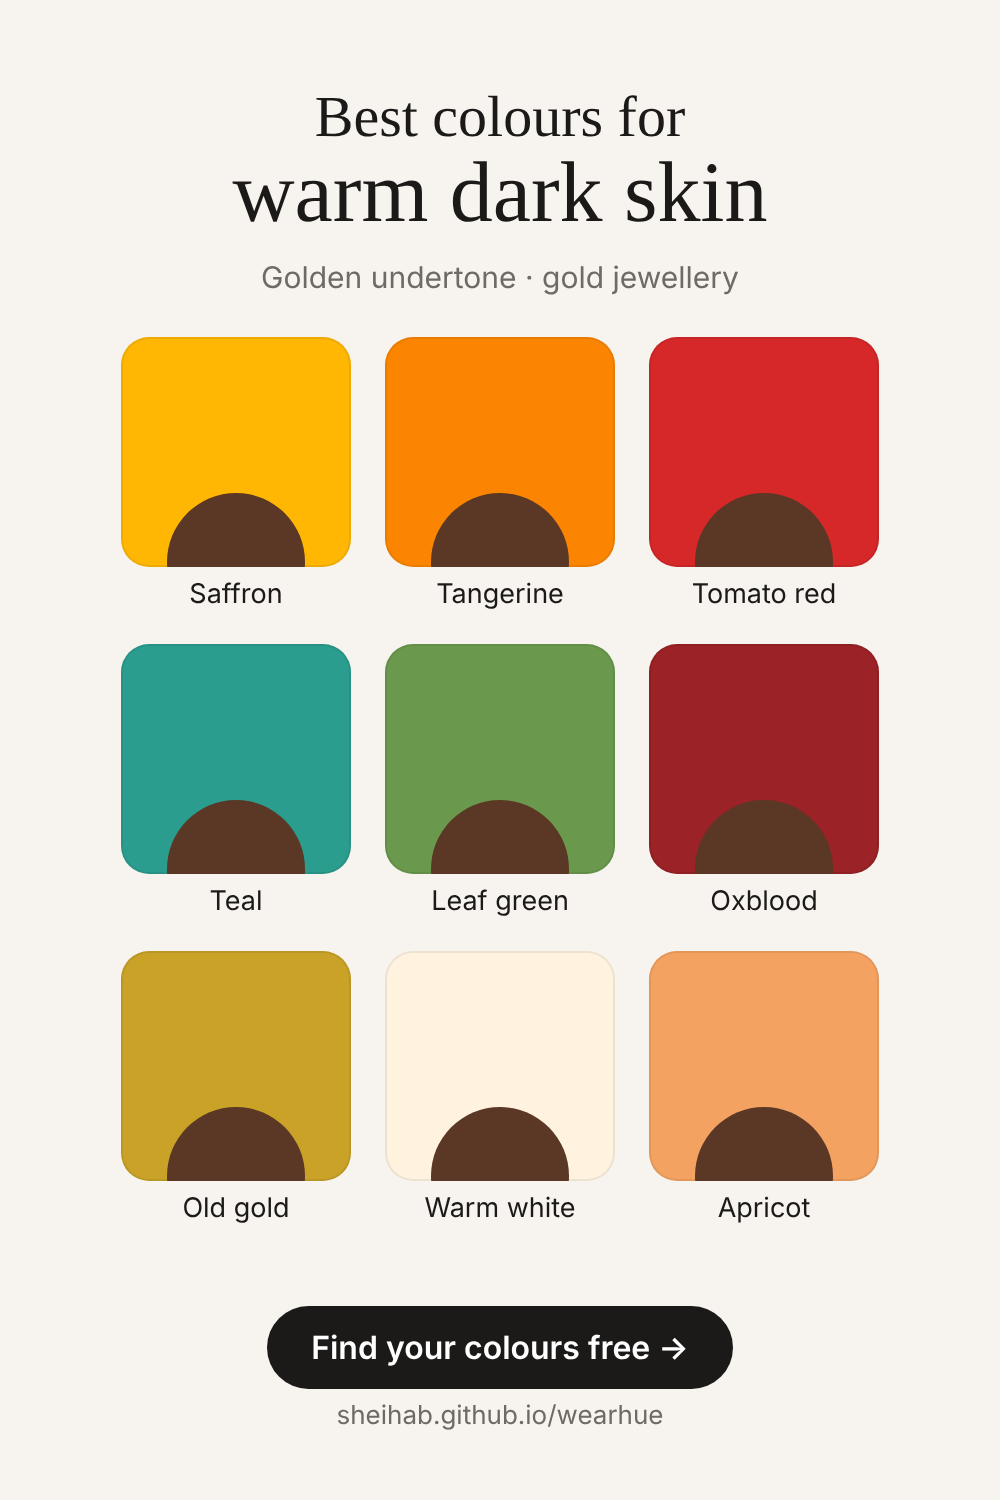 Best colours for
warm dark skin
Golden undertone · gold jewellery
Saffron
Tangerine
Tomato red
Teal
Leaf green
Oxblood
Old gold
Warm white
Apricot
Find your colours free →
sheihab.github.io/wearhue